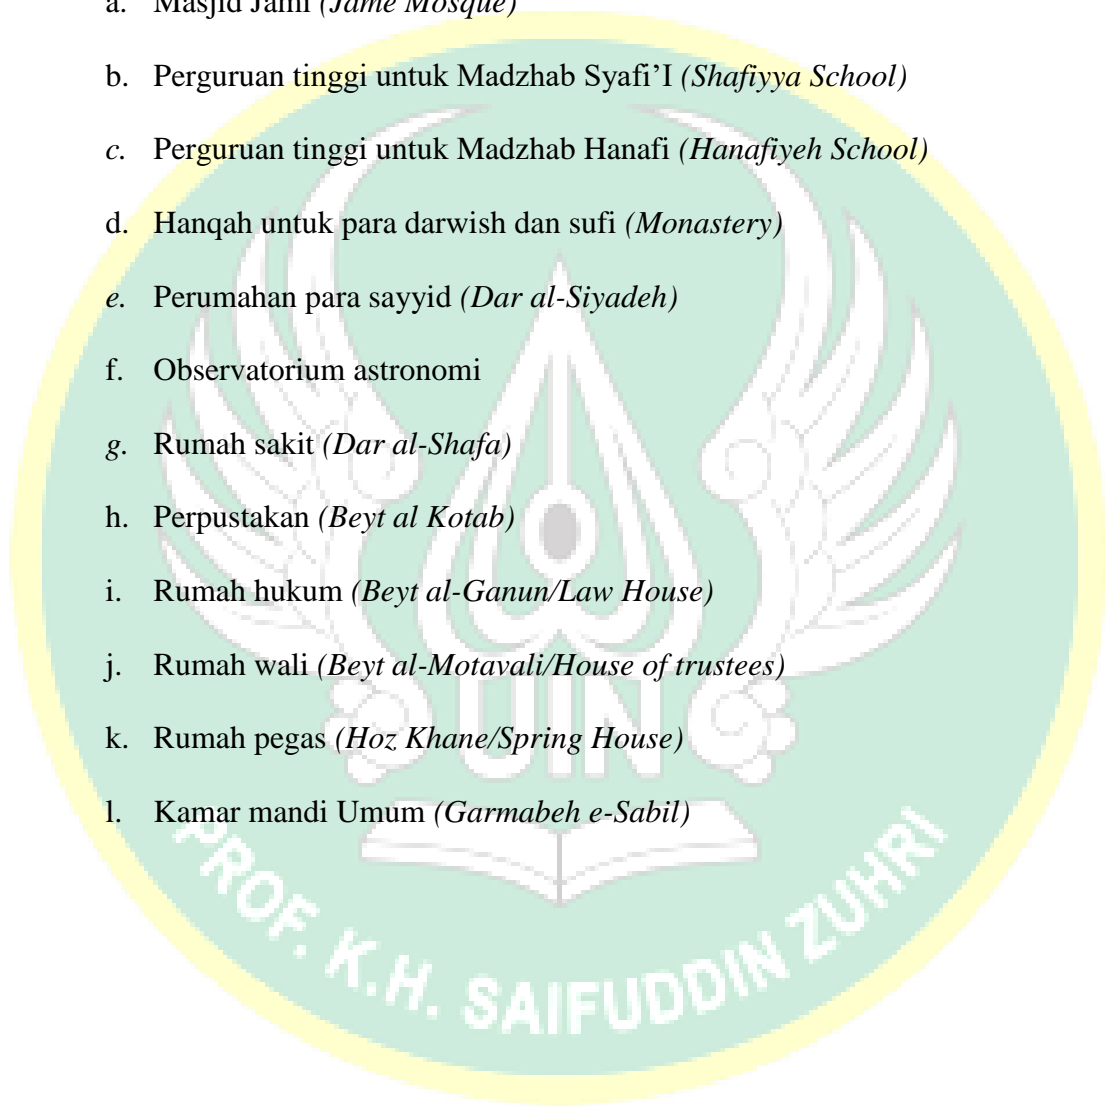 a. Masjid Jami (Jame Mosque)
b. Perguruan tinggi untuk Madzhab Syafi’I (Shafiyya School)
c. Perguruan tinggi untuk Madzhab Hanafi (Hanafiyeh School)
d. Hanqah untuk para darwish dan sufi (Monastery)
e. Perumahan para sayyid (Dar al-Siyadeh)
f. Observatorium astronomi
g. Rumah sakit (Dar al-Shafa)
h. Perpustakan (Beyt al Kotab)
i. Rumah hukum (Beyt al-Ganun/Law House)
j. Rumah wali (Beyt al-Motavali/House of trustees)
k. Rumah pegas (Hoz Khane/Spring House)
l. Kamar mandi Umum (Garmabeh e-Sabil)
UIN
PROF. K.H. SAIFUDDIN ZUHRI